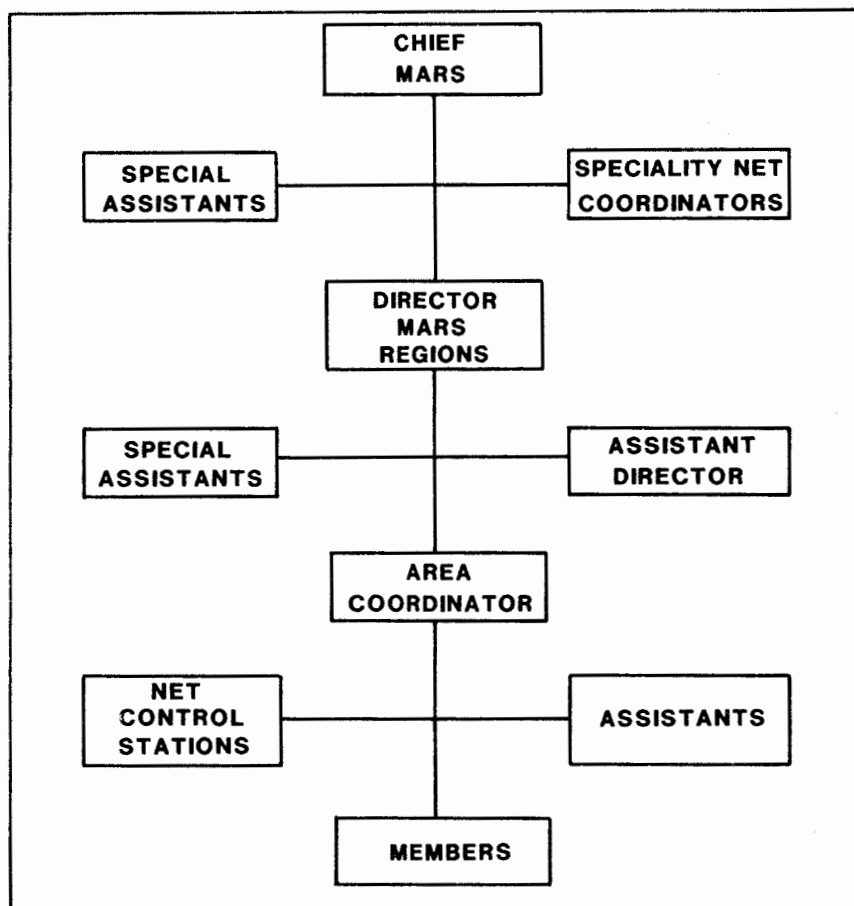 CHIEF
MARS
SPECIAL
ASSISTANTS
SPECIALITY NET
COORDINATORS
DIRECTOR
MARS
REGIONS
SPECIAL
ASSISTANTS
ASSISTANT
DIRECTOR
AREA
COORDINATOR
NET
CONTROL
STATIONS
ASSISTANTS
MEMBERS